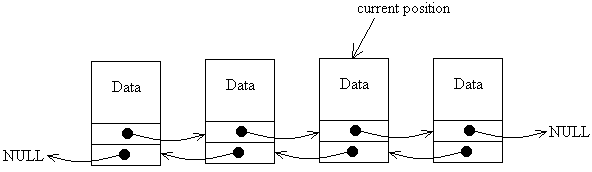 current position
Data Data Data Data
NULL
NULL